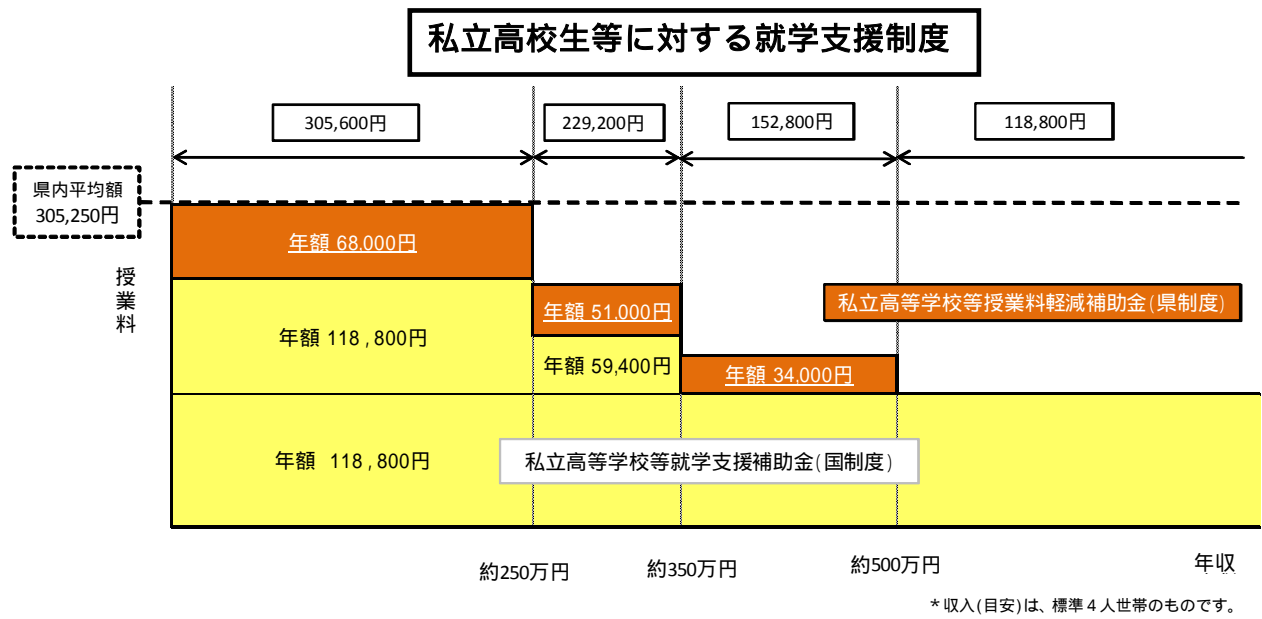 私立高校生等に対する就学支援制度
305,600円
229,200円
152,800円
118,800円
県内平均額
305,250円
授業料
年額 68,000円
年額 118,800円
年額 51,000円
年額 59,400円
年額 34,000円
私立高等学校等授業料軽減補助金(県制度)
年額 118,800円
私立高等学校等就学支援補助金(国制度)
約250万円
約350万円
約500万円
年収
*収入(目安)は、標準4人世帯のものです。